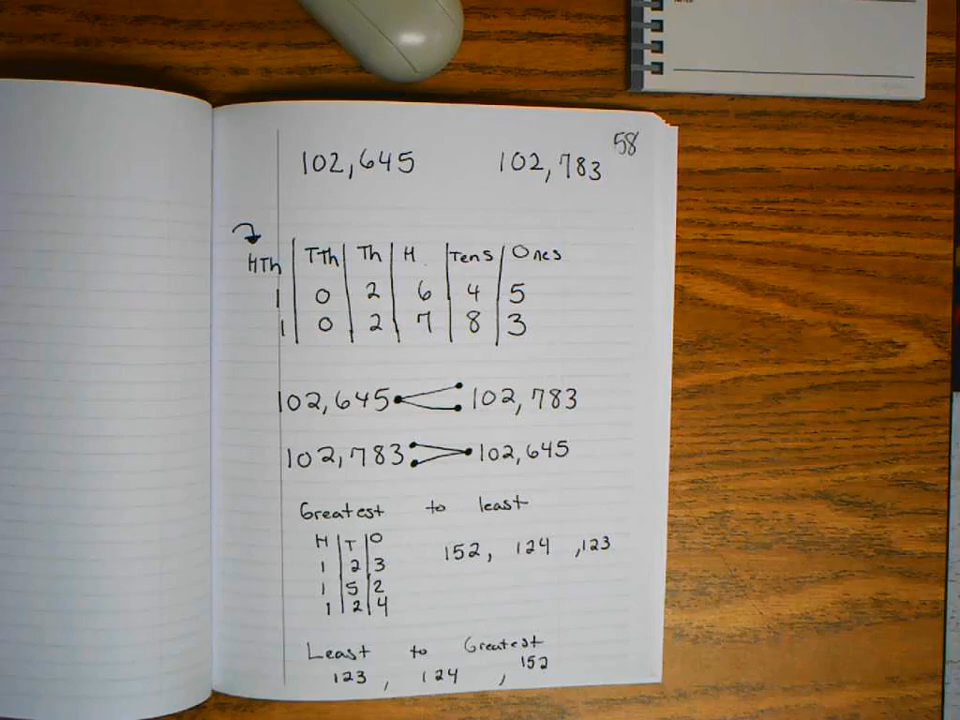 58
102,645 102,783
HTh TTh Th H Tens Ones
1 0 2 6 4 5
1 0 2 7 8 3
102,645 < 102,783
102,783 > 102,645
Greatest to least
H T O 152, 124, 123
1 2 3
1 5 2
1 2 4
Least to Greatest
123, 124, 152